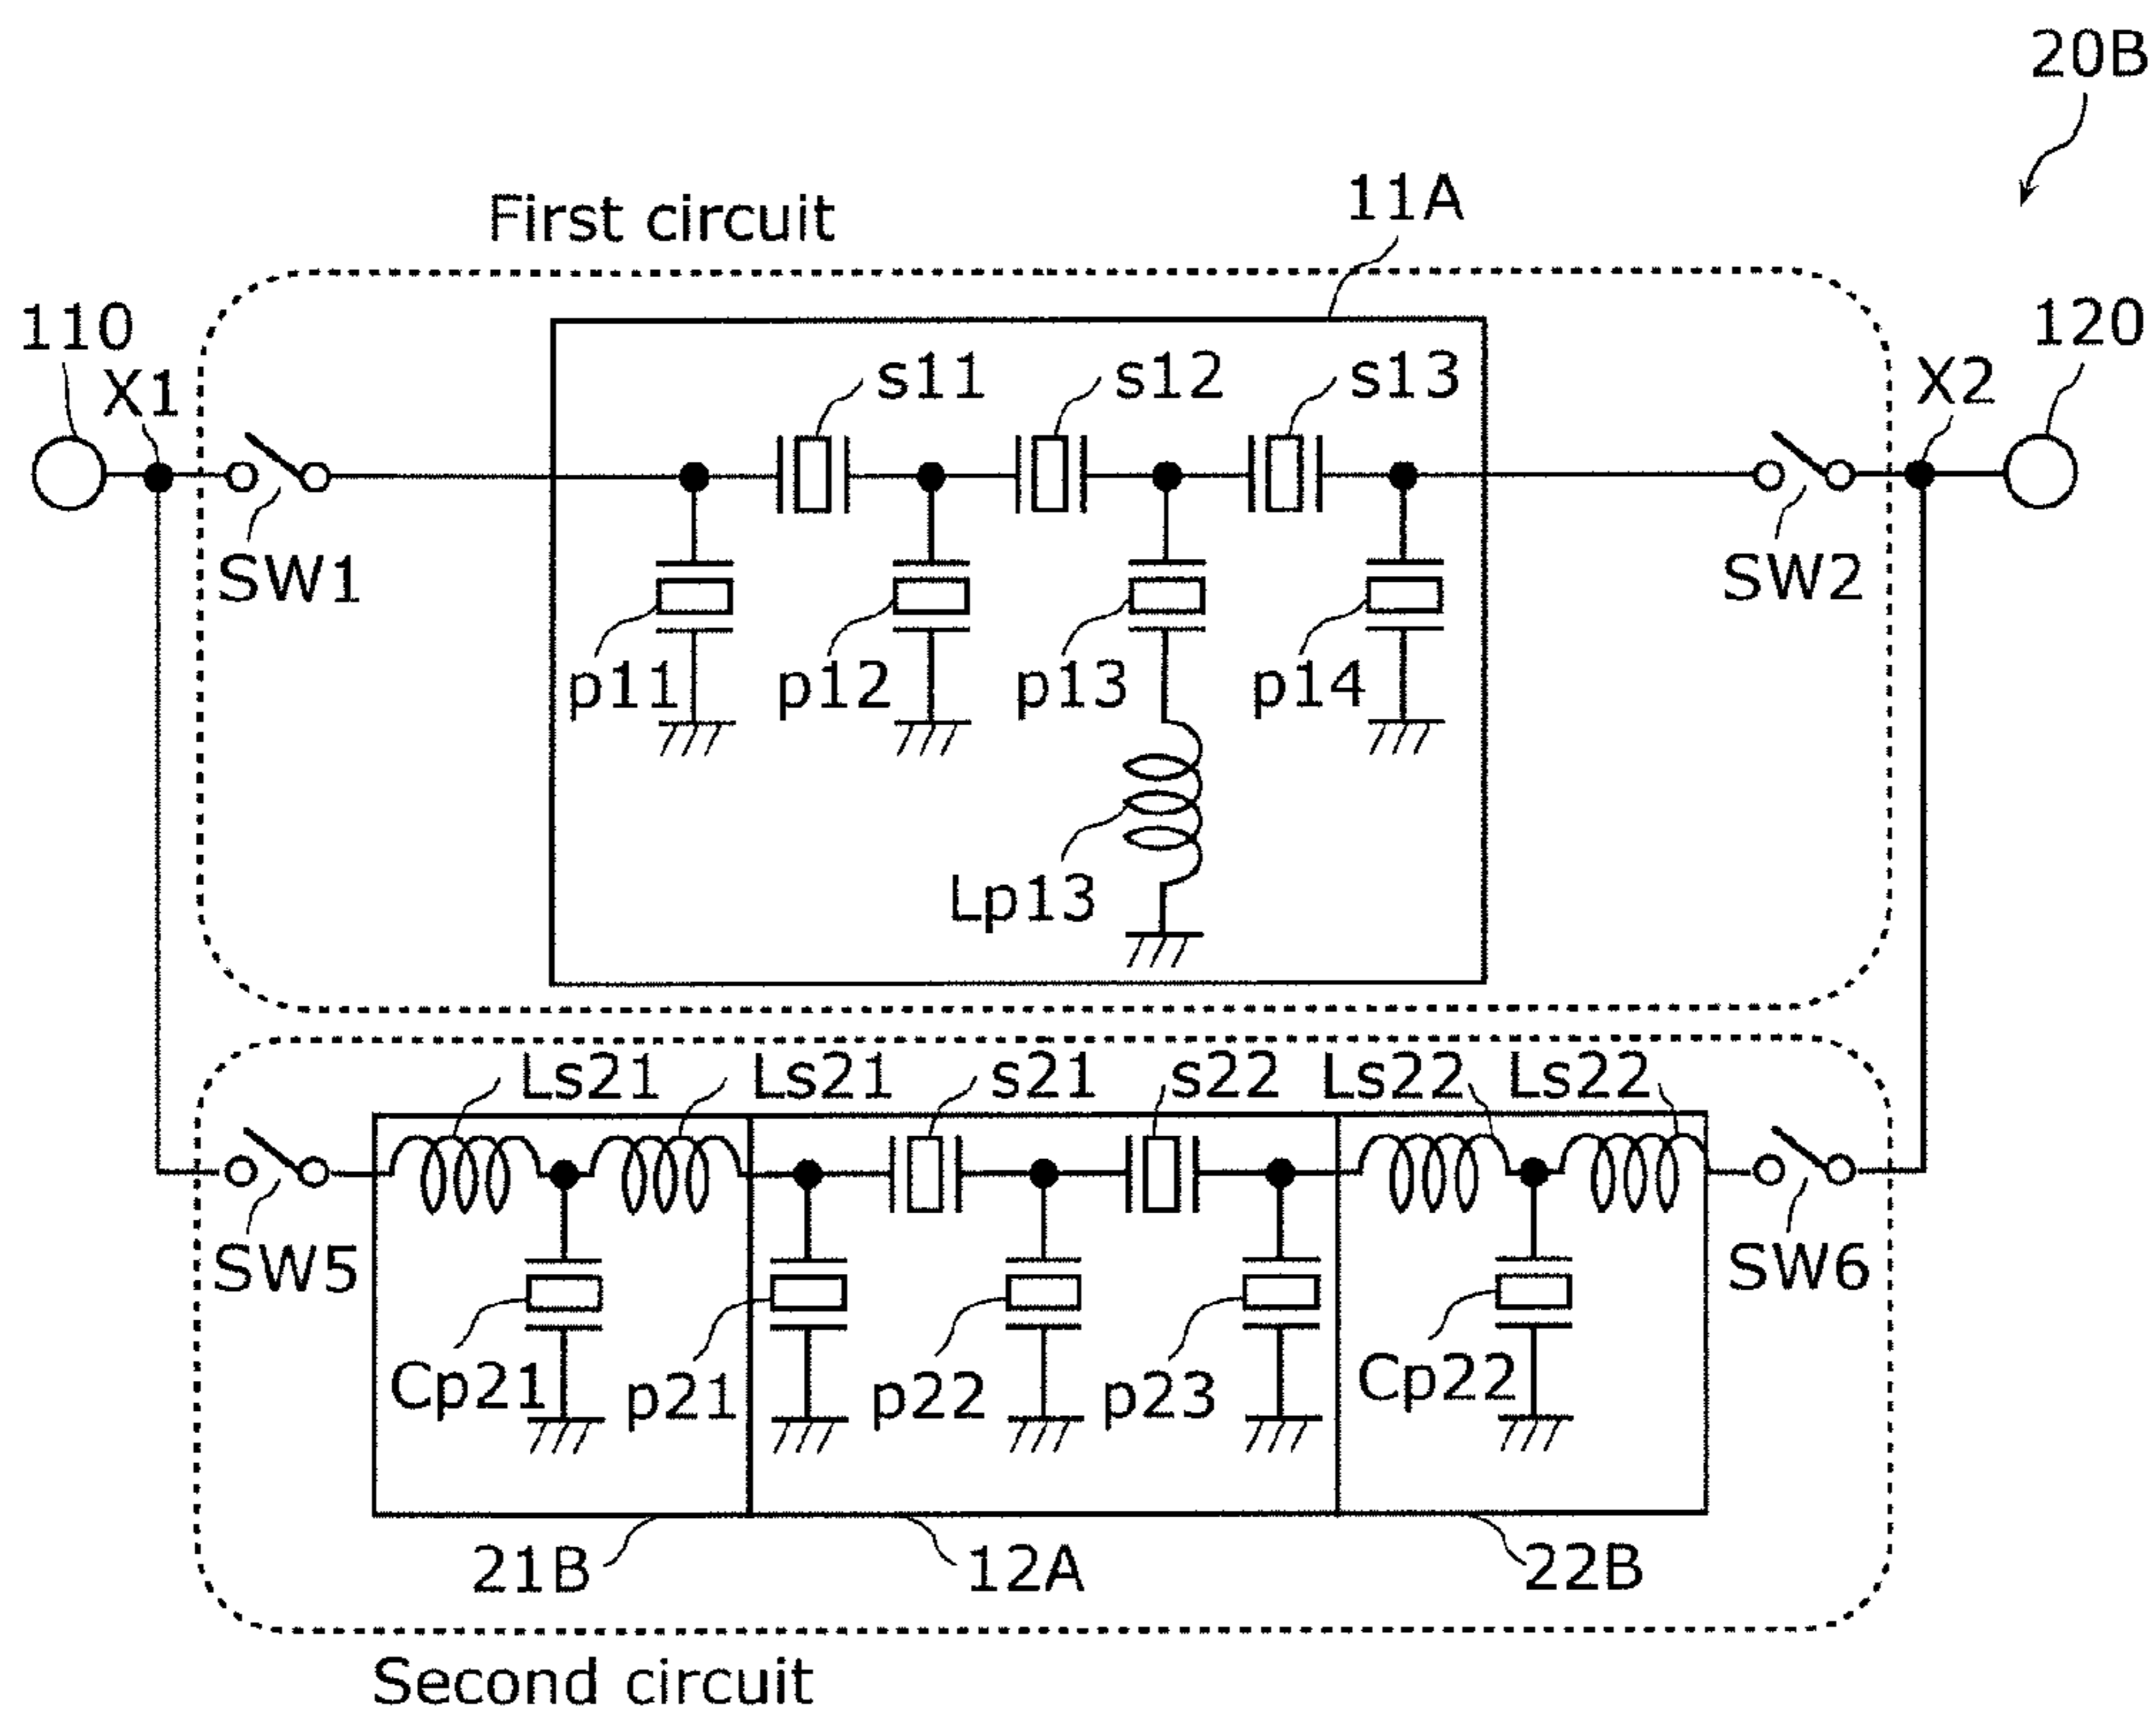 20B
First circuit
11A
110
X1
s11
s12
s13
X2
120
SW1
SW2
p11
p12
p13
p14
Lp13
Ls21
Ls21
s21
s22
Ls22
Ls22
SW5
SW6
Cp21
p21
p22
p23
Cp22
21B
12A
22B
Second circuit